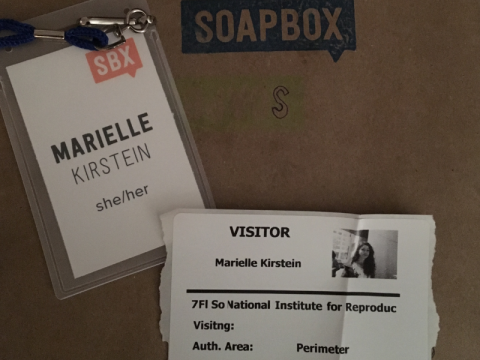 SOAPBOX
S
SBX
MARIELLE
KIRSTEIN
she/her
VISITOR
Marielle Kirstein
7Fl So National Institute for Reproduc
Visitng:
Auth. Area: Perimeter